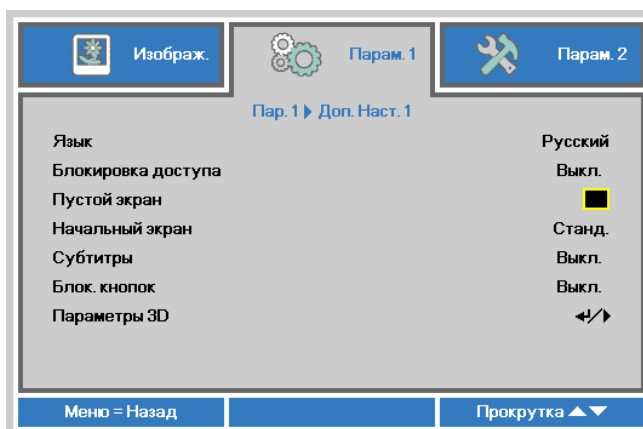 Изображ. Парам. 1 Парам. 2
Пар. 1 Доп. Наст. 1
Язык Русский
Блокировка доступа Выкл.
Пустой экран
Начальный экран Станд.
Субтитры Выкл.
Блок. кнопок Выкл.
Параметры 3D
Меню = Назад Прокрутка